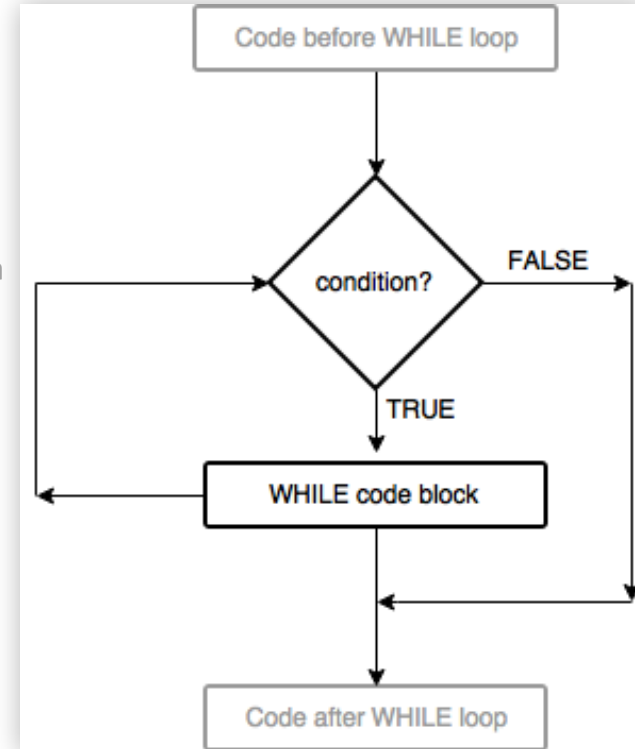 Code before WHILE loop
condition?
FALSE
TRUE
WHILE code block
Code after WHILE loop